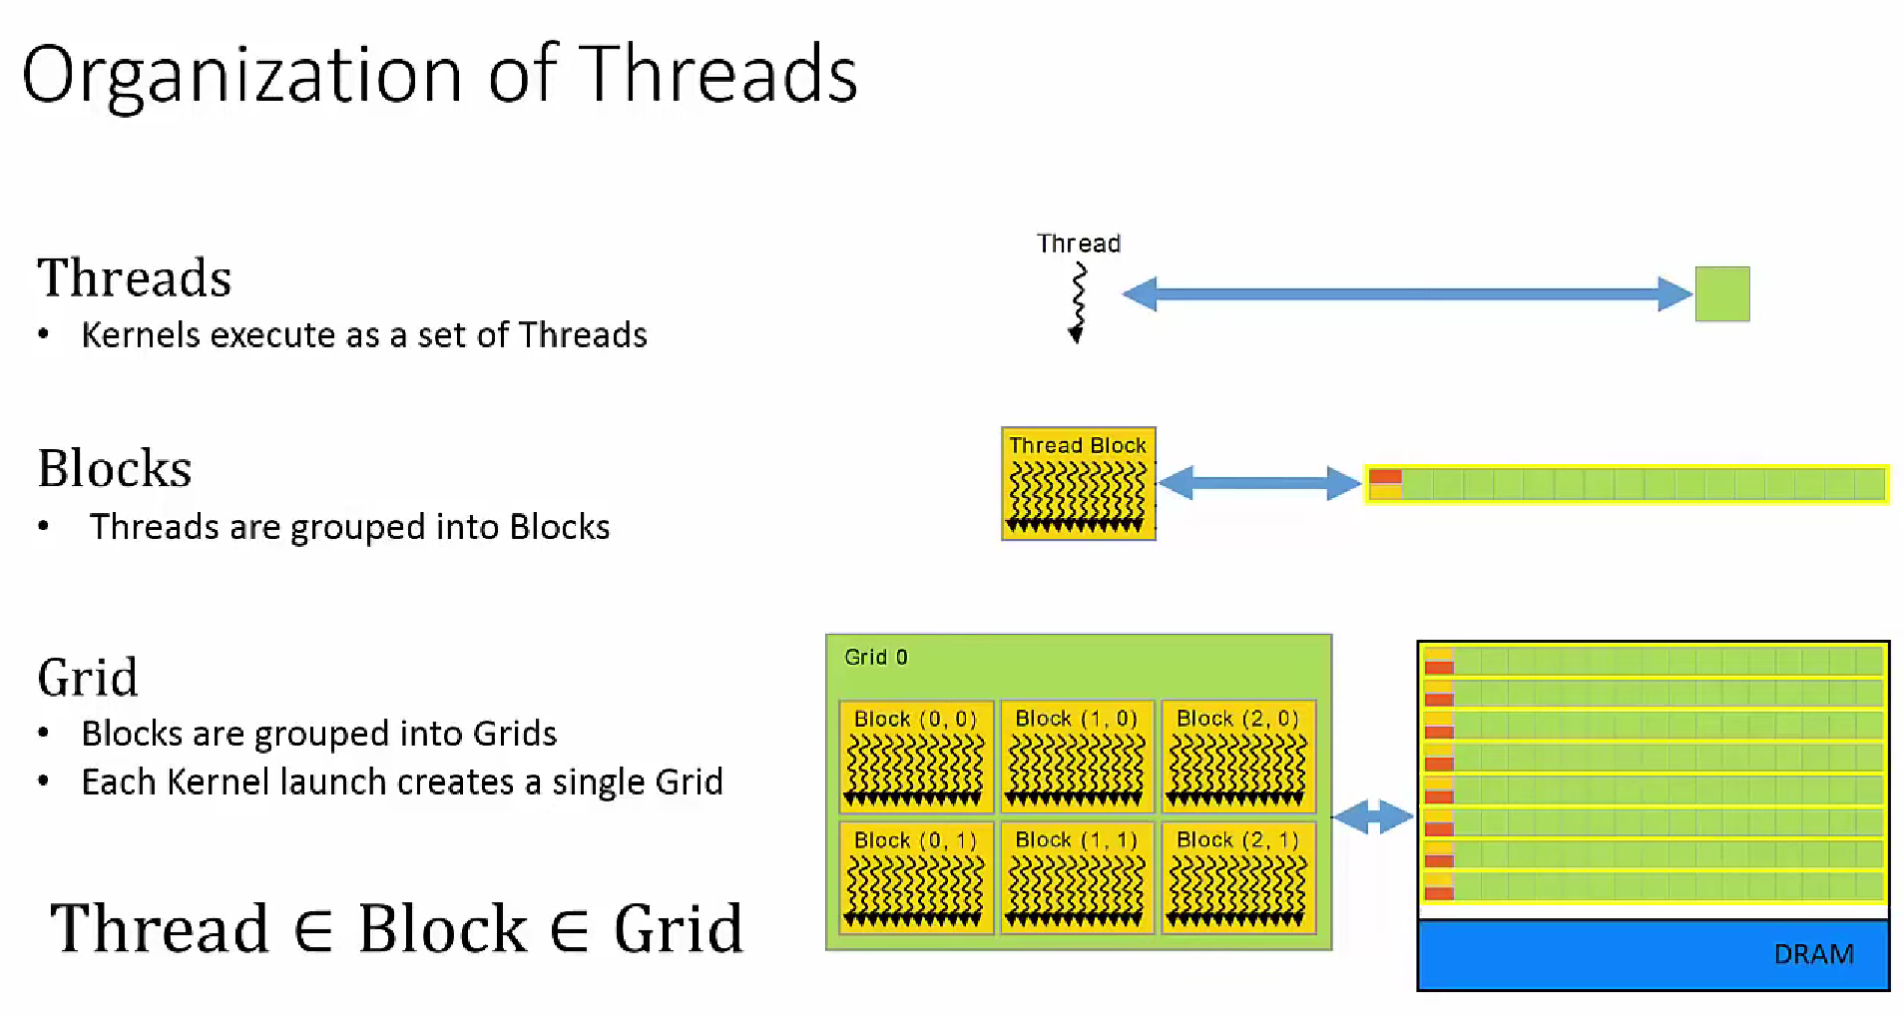 Organization of Threads
Threads
• Kernels execute as a set of Threads
Thread
Blocks
• Threads are grouped into Blocks
Thread Block
Grid
• Blocks are grouped into Grids
• Each Kernel launch creates a single Grid
Thread ∈ Block ∈ Grid
Grid 0
Block (0, 0) Block (1, 0) Block (2, 0)
Block (0, 1) Block (1, 1) Block (2, 1)
DRAM